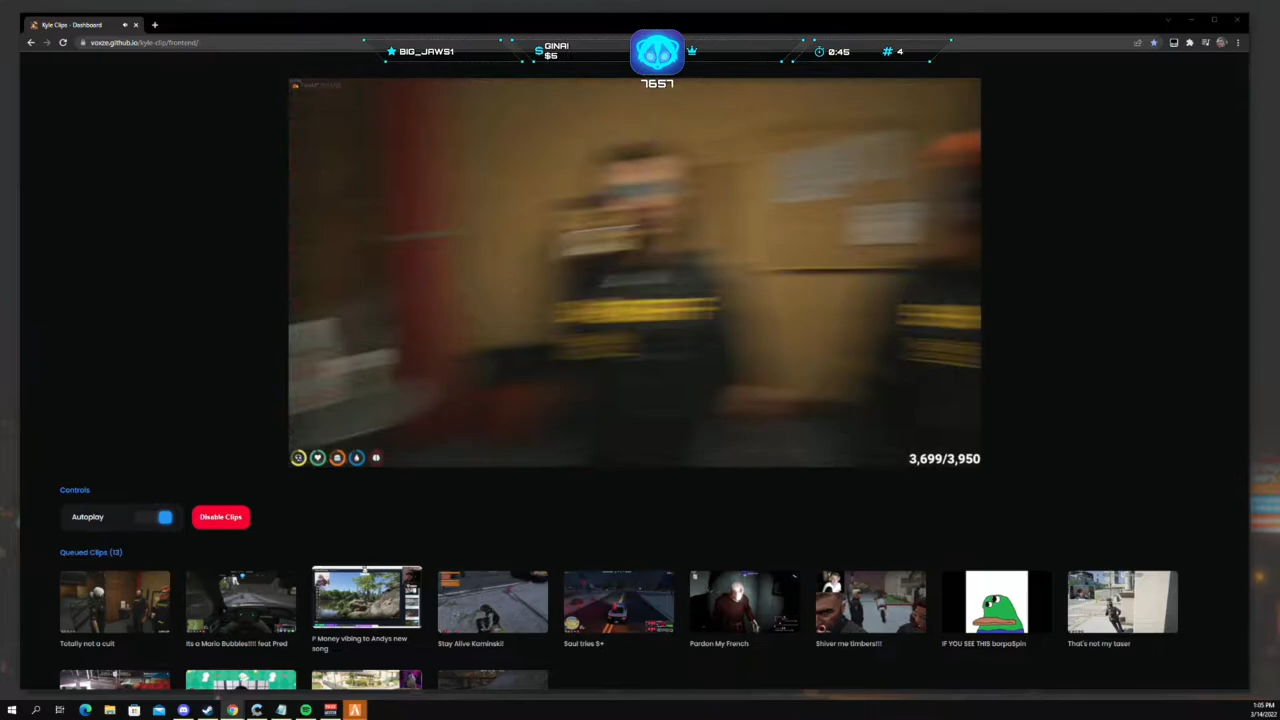 Kyle Clips - Dashboard
voxze.github.io/kyle-clip/frontend/
BIG_JAWS1
GINAI
$5
0:45
4
7657
3,699/3,950
Controls
Autoplay
Disable Clips
Queued Clips (13)
Totally not a cult
Its a Mario Bubbles!!!! feat Pred
P Money vibing to Andys new song
Stay Alive Kaminski!
Saul tries S+
Pardon My French
Shiver me timbers!!!
IF YOU SEE THIS borpaSpin
That's not my taser
1:05 PM
3/14/2022